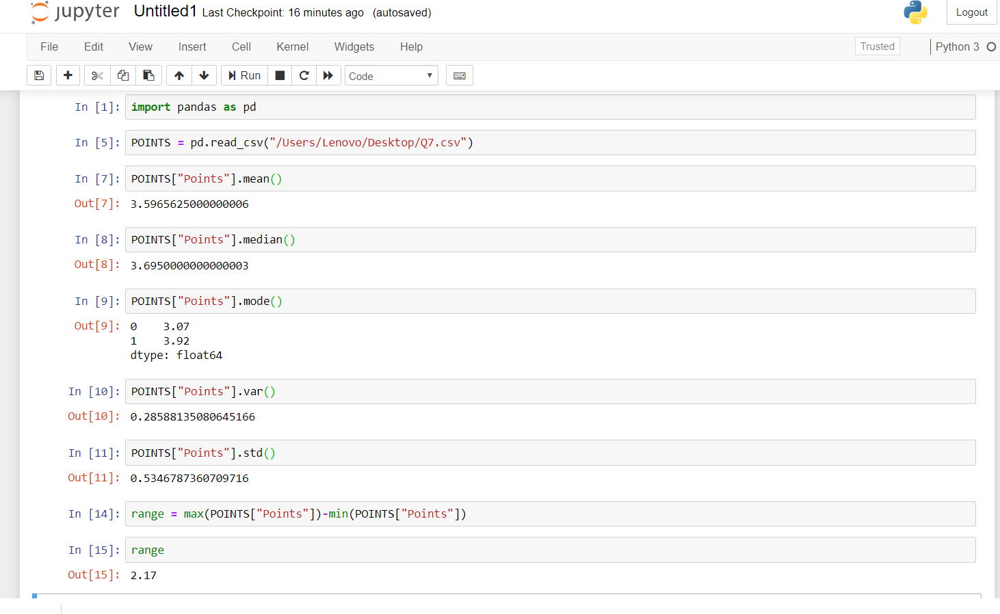 jupyter Untitled1 Last Checkpoint: 16 minutes ago (autosaved) Logout
File Edit View Insert Cell Kernel Widgets Help Trusted Python 3
Run Code
In [1]: import pandas as pd
In [5]: POINTS = pd.read_csv("/Users/Lenovo/Desktop/Q7.csv")
In [7]: POINTS["Points"].mean()
Out[7]: 3.5965625000000006
In [8]: POINTS["Points"].median()
Out[8]: 3.6950000000000003
In [9]: POINTS["Points"].mode()
Out[9]: 0 3.07
1 3.92
dtype: float64
In [10]: POINTS["Points"].var()
Out[10]: 0.28588135080645166
In [11]: POINTS["Points"].std()
Out[11]: 0.5346787360709716
In [14]: range = max(POINTS["Points"])-min(POINTS["Points"])
In [15]: range
Out[15]: 2.17